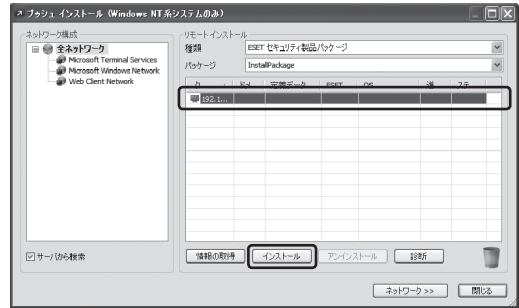 プッシュ インストール (Windows NT系システムのみ)
ネットワーク構成
全ネットワーク
Microsoft Terminal Services
Microsoft Windows Network
Web Client Network
サーバから検索
リモートインストール
種類 ESET セキュリティ製品パッケージ
パッケージ InstallPackage
定義データ ESET OS
192.1...
情報の取得 インストール アンインストール 診断
ネットワーク >> 閉じる